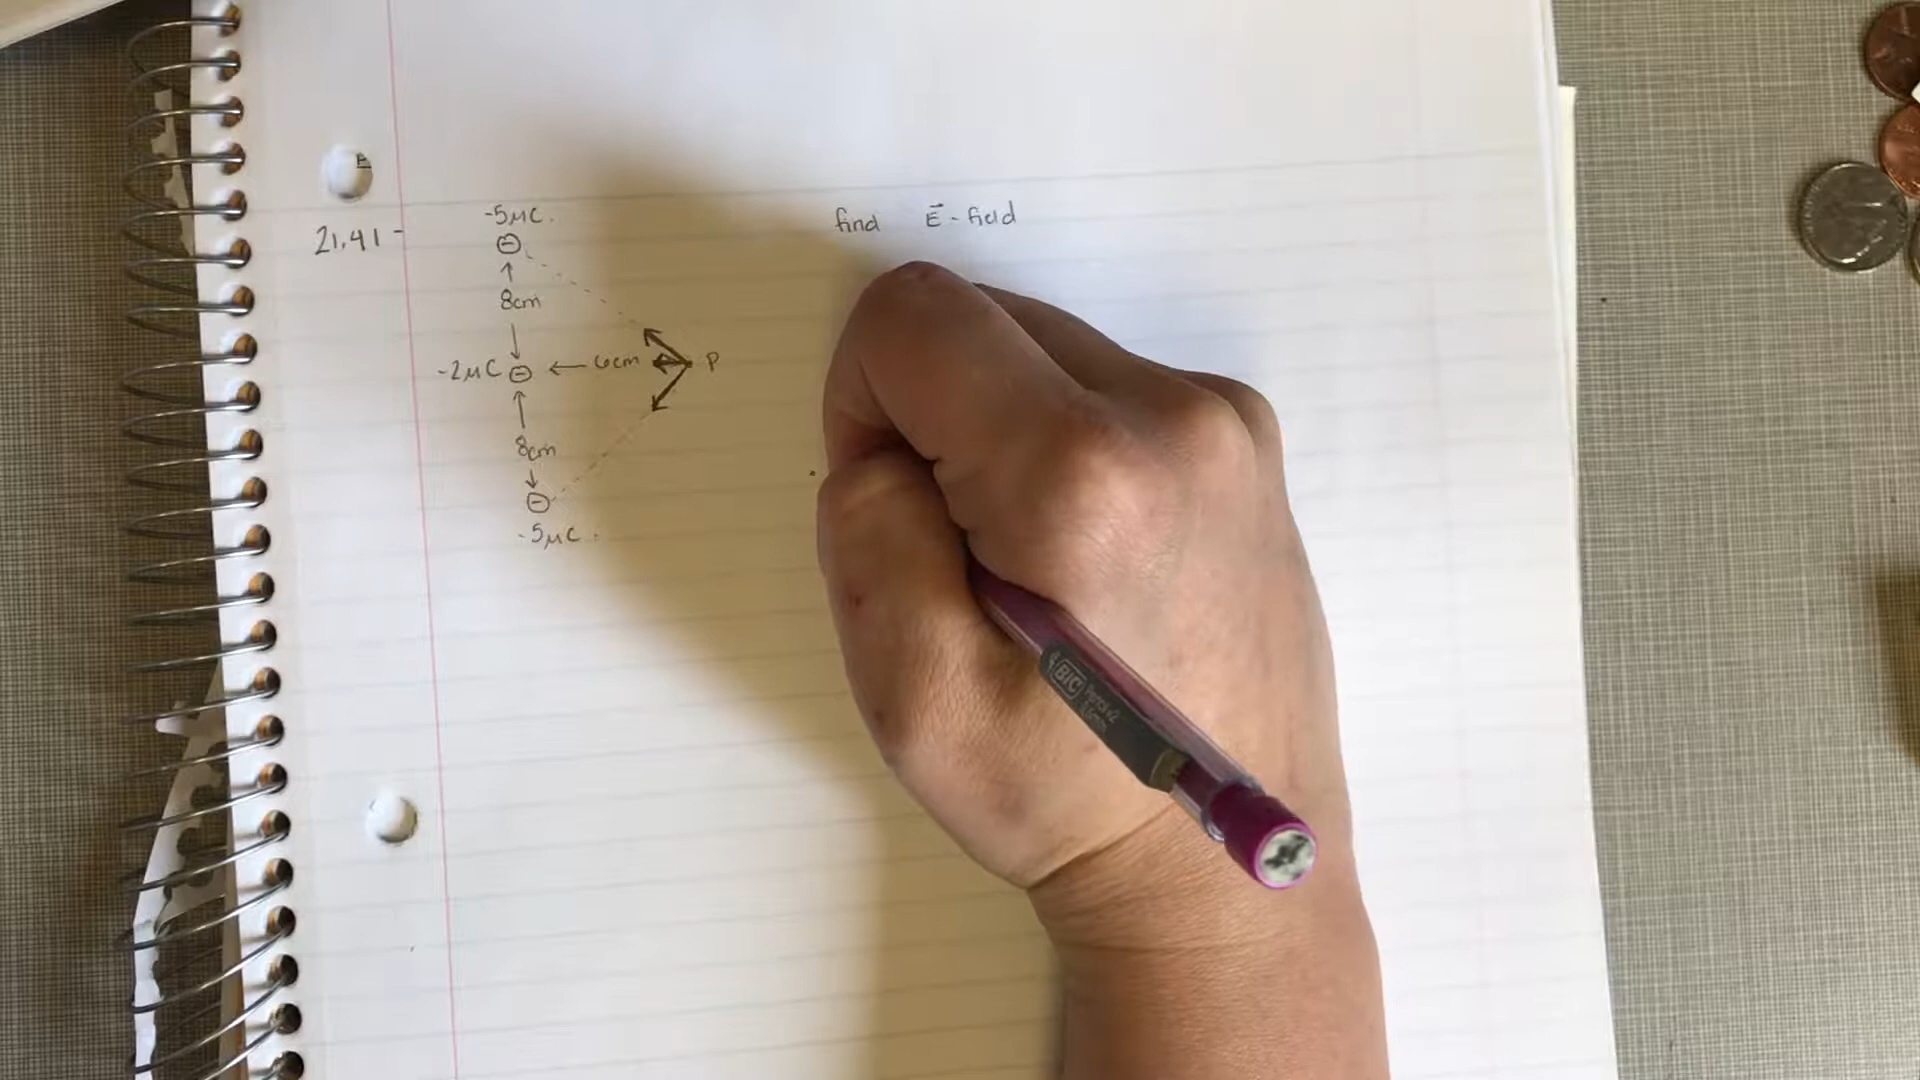 21.41 -
-5μC.
find E⃗ - field
8cm
-2μC ⊖ ← 6cm P
8cm
-5μC.
BIC